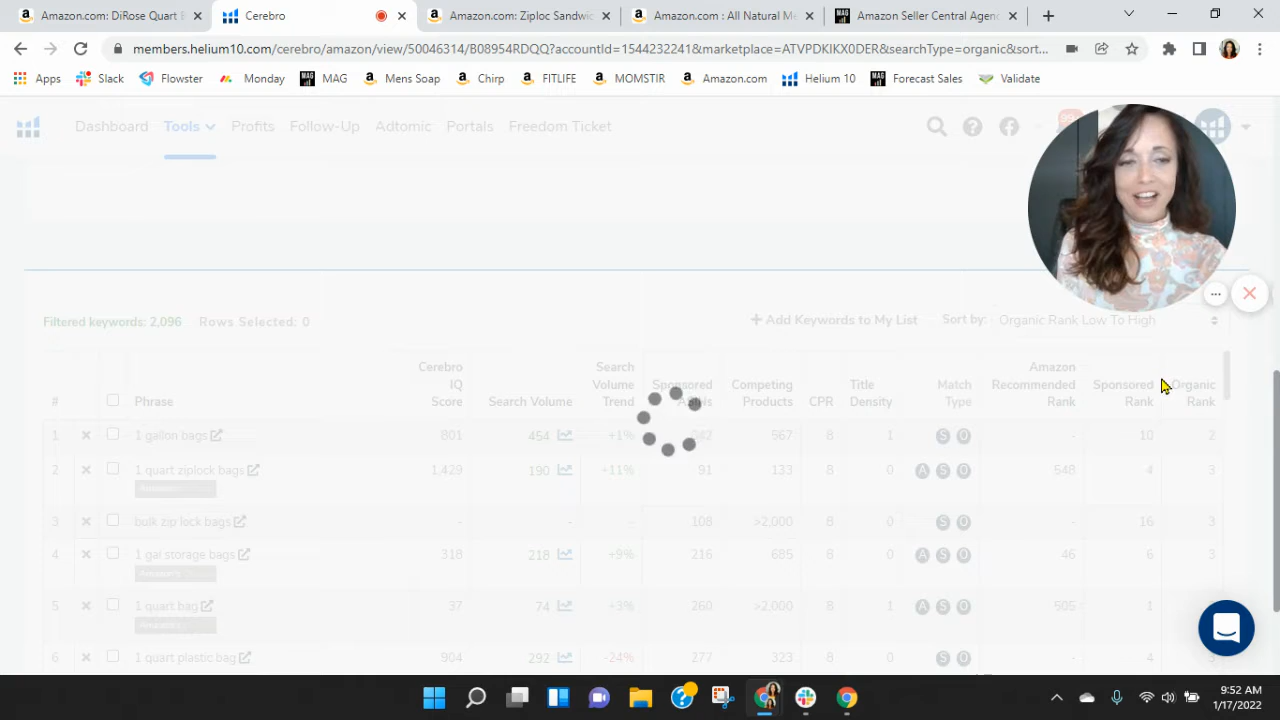 Amazon.com: DiRose Quart B
Cerebro
Amazon.com: Ziploc Sandwic
Amazon.com : All Natural Me
Amazon Seller Central Agenc
members.helium10.com/cerebro/amazon/view/50046314/B08954RDQQ?accountId=1544232241&marketplace=ATVPDKIKX0DER&searchType=organic&sort...
Apps
Slack
Flowster
Monday
MAG
Mens Soap
Chirp
FITLIFE
MOMSTIR
Amazon.com
Helium 10
Forecast Sales
Validate
Dashboard
Tools
Profits
Follow-Up
Adtomic
Portals
Freedom Ticket
Filtered keywords: 2,096
Rows Selected: 0
Add Keywords to My List
Sort by:
Organic Rank Low To High
# Phrase Cerebro IQ Score Search Volume Search Volume Trend Sponsored ASINs Competing Products CPR Title Density Match Type Amazon Recommended Rank Sponsored Rank Organic Rank
1 1 gallon bags 801 454 +1% 567 8 1 S O - 10 2
2 1 quart ziplock bags 1,429 190 +11% 91 133 8 0 A S O 548 4 3
Amazon's
3 bulk zip lock bags - - - 108 >2,000 8 0 S O - 16 3
4 1 gal storage bags 318 218 +9% 216 685 8 0 A S O 46 6 3
Amazon's
5 1 quart bag 37 74 +3% 260 >2,000 8 1 A S O 505 1
Amazon's
6 1 quart plastic bag 904 292 -24% 277 323 8 0 S O - 4 3
9:52 AM
1/17/2022